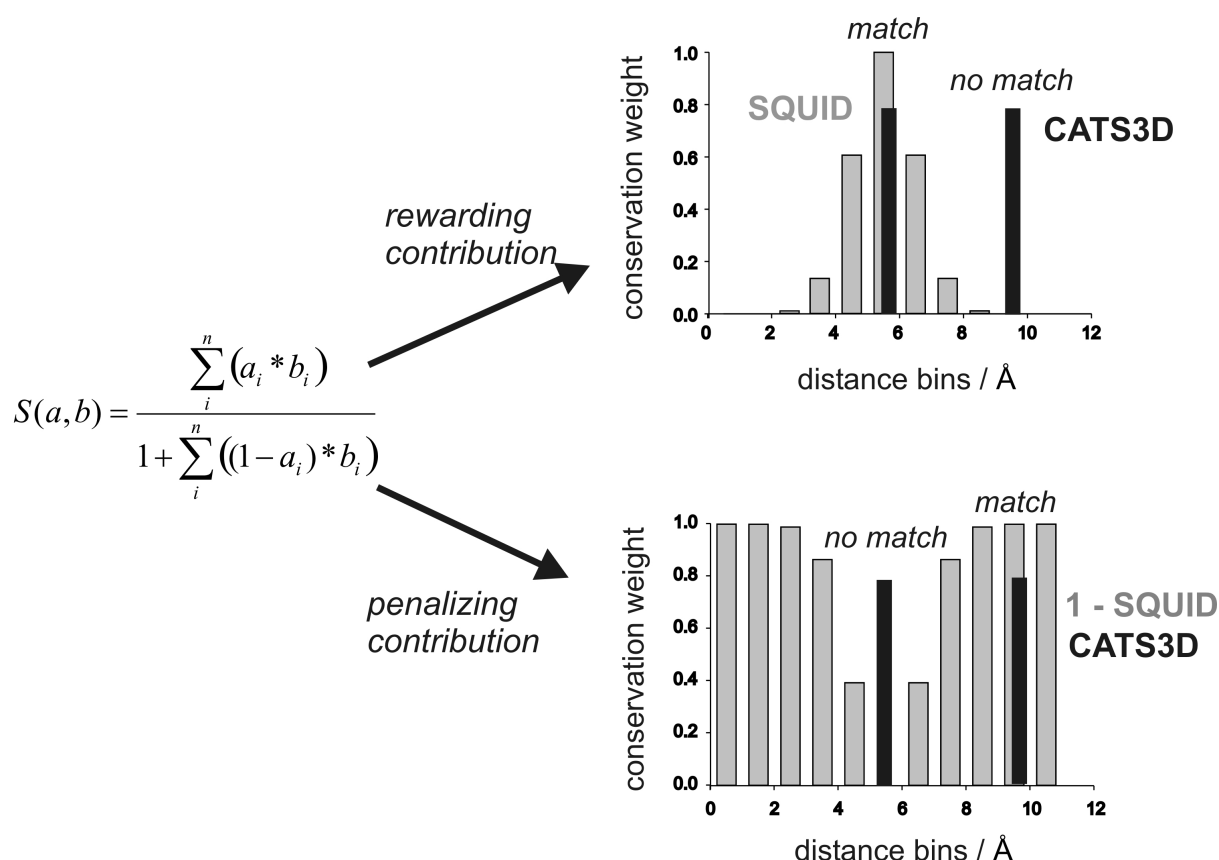 match
no match
SQUID
CATS3D
conservation weight
1.0
0.8
0.6
0.4
0.2
0.0
0 2 4 6 8 10 12
distance bins / Å
rewarding
contribution
S(a,b) = \frac{\sum_{i}^{n}(a_i * b_i)}{1+\sum_{i}^{n}((1-a_i)*b_i)}
penalizing
contribution
match
no match
1 - SQUID
CATS3D
conservation weight
1.0
0.8
0.6
0.4
0.2
0.0
0 2 4 6 8 10 12
distance bins / Å